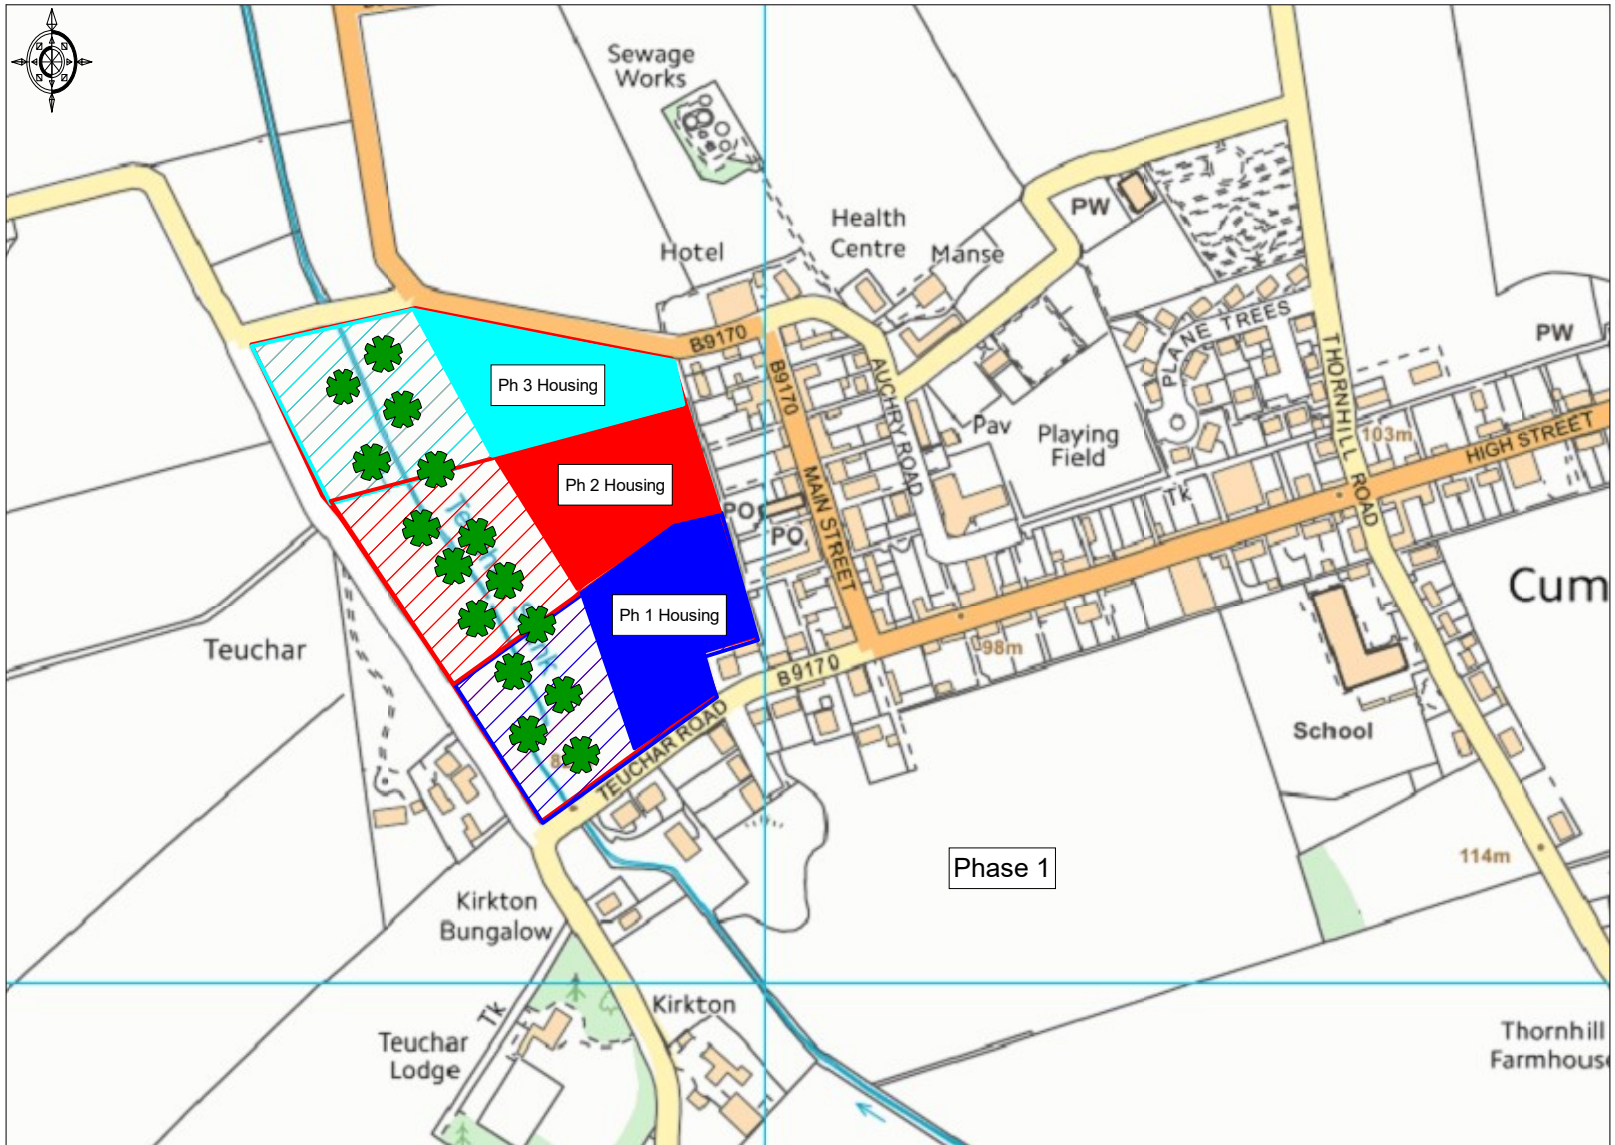 Sewage
Works
Health
Centre
Hotel
Manse
PW
PLANE TREES
B9170
B9170
AUCHRY ROAD
MAIN STREET
THORNHILL ROAD
PW
Ph 3 Housing
Pav
Playing
Field
103m
HIGH STREET
Ph 2 Housing
Tk
PO
PO
Cum
Ph 1 Housing
Teuchar
98m
B9170
TEUCHAR ROAD
School
Phase 1
114m
Kirkton
Bungalow
Tk
Kirkton
Teuchar
Lodge
Thornhill
Farmhouse